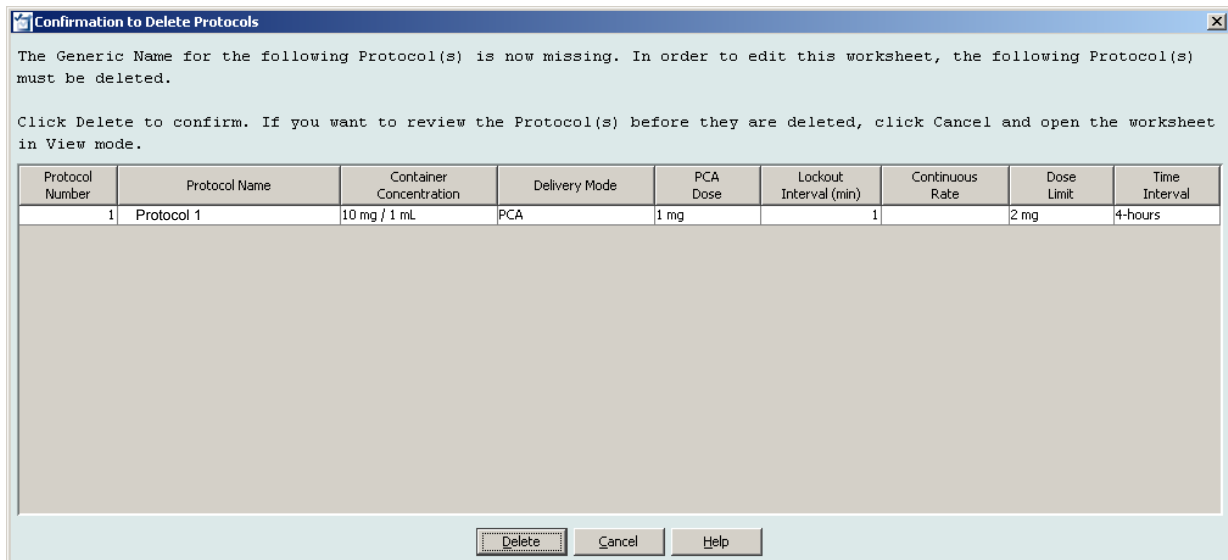 Confirmation to Delete Protocols
The Generic Name for the following Protocol(s) is now missing. In order to edit this worksheet, the following Protocol(s)
must be deleted.
Click Delete to confirm. If you want to review the Protocol(s) before they are deleted, click Cancel and open the worksheet
in View mode.
Protocol Number Protocol Name Container Concentration Delivery Mode PCA Dose Lockout Interval (min) Continuous Rate Dose Limit Time Interval
1 Protocol 1 10 mg / 1 mL PCA 1 mg 1 2 mg 4-hours
Delete Cancel Help